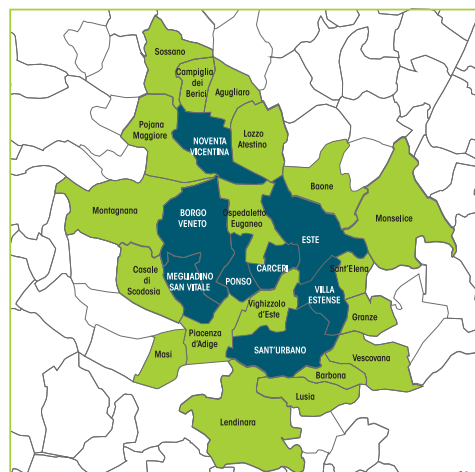 Sossano
Campiglia
dei
Berici
Agugliaro
Pojana
Maggiore
NOVENTA
VICENTINA
Lozzo
Atestino
Baone
Monselice
Montagnana
BORGO
VENETO
Ospedaletto
Euganeo
ESTE
Casale
di
Scodosia
MEGLIADINO
SAN VITALE
PONSO
CARCERI
Sant'Elena
VILLA
ESTENSE
Vighizzolo
d'Este
Granze
Piacenza
d'Adige
Masi
SANT'URBANO
Vescovana
Barbona
Lusia
Lendinara